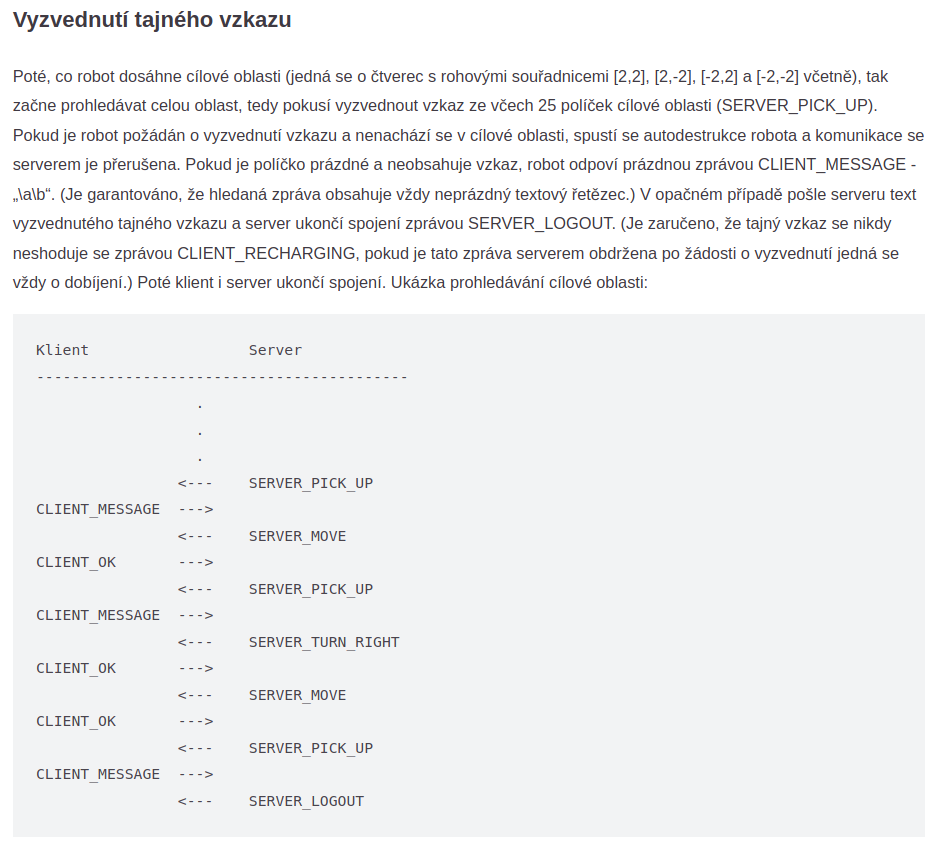 Vyzvednutí tajného vzkazu
Poté, co robot dosáhne cílové oblasti (jedná se o čtverec s rohovými souřadnicemi [2,2], [2,-2], [-2,2] a [-2,-2] včetně), tak
začne prohledávat celou oblast, tedy pokusí vyzvednout vzkaz ze včech 25 políček cílové oblasti (SERVER_PICK_UP).
Pokud je robot požádán o vyzvednutí vzkazu a nenachází se v cílové oblasti, spustí se autodestrukce robota a komunikace se
serverem je přerušena. Pokud je políčko prázdné a neobsahuje vzkaz, robot odpoví prázdnou zprávou CLIENT_MESSAGE -
„\a\b“. (Je garantováno, že hledaná zpráva obsahuje vždy neprázdný textový řetězec.) V opačném případě pošle serveru text
vyzvednutého tajného vzkazu a server ukončí spojení zprávou SERVER_LOGOUT. (Je zaručeno, že tajný vzkaz se nikdy
neshoduje se zprávou CLIENT_RECHARGING, pokud je tato zpráva serverem obdržena po žádosti o vyzvednutí jedná se
vždy o dobíjení.) Poté klient i server ukončí spojení. Ukázka prohledávání cílové oblasti:
Klient                  Server
------------------------------------------
                  .
                  .
                  .
                <---    SERVER_PICK_UP
CLIENT_MESSAGE  --->
                <---    SERVER_MOVE
CLIENT_OK       --->
                <---    SERVER_PICK_UP
CLIENT_MESSAGE  --->
                <---    SERVER_TURN_RIGHT
CLIENT_OK       --->
                <---    SERVER_MOVE
CLIENT_OK       --->
                <---    SERVER_PICK_UP
CLIENT_MESSAGE  --->
                <---    SERVER_LOGOUT